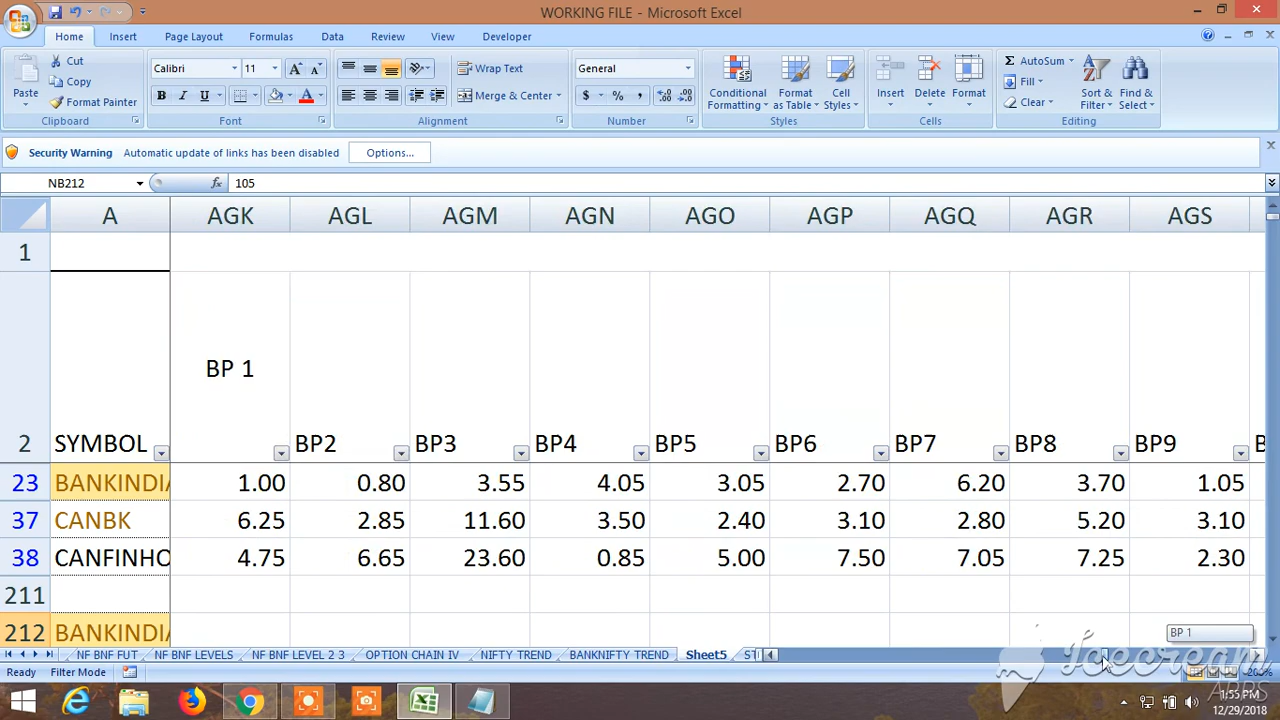 WORKING FILE - Microsoft Excel
Home Insert Page Layout Formulas Data Review View Developer
Cut
Copy
Format Painter
Paste
Clipboard
Calibri 11
B I U
Font
Wrap Text
Merge & Center
Alignment
General
$ % ,
Number
Conditional Formatting
Format as Table
Cell Styles
Styles
Insert Delete Format
Cells
AutoSum
Fill
Clear
Sort & Filter
Find & Select
Editing
Security Warning Automatic update of links has been disabled Options...
NB212 fx 105
A AGK AGL AGM AGN AGO AGP AGQ AGR AGS
1
BP 1
2 SYMBOL BP2 BP3 BP4 BP5 BP6 BP7 BP8 BP9
23 BANKINDIA 1.00 0.80 3.55 4.05 3.05 2.70 6.20 3.70 1.05
37 CANBK 6.25 2.85 11.60 3.50 2.40 3.10 2.80 5.20 3.10
38 CANFINHO 4.75 6.65 23.60 0.85 5.00 7.50 7.05 7.25 2.30
211
212 BANKINDIA
BP 1
NF BNF FUT NF BNF LEVELS NF BNF LEVEL 2 3 OPTION CHAIN IV NIFTY TREND BANKNIFTY TREND Sheet5 ST
Ready Filter Mode 200%
Icecream
APPS
1:55 PM
12/29/2018